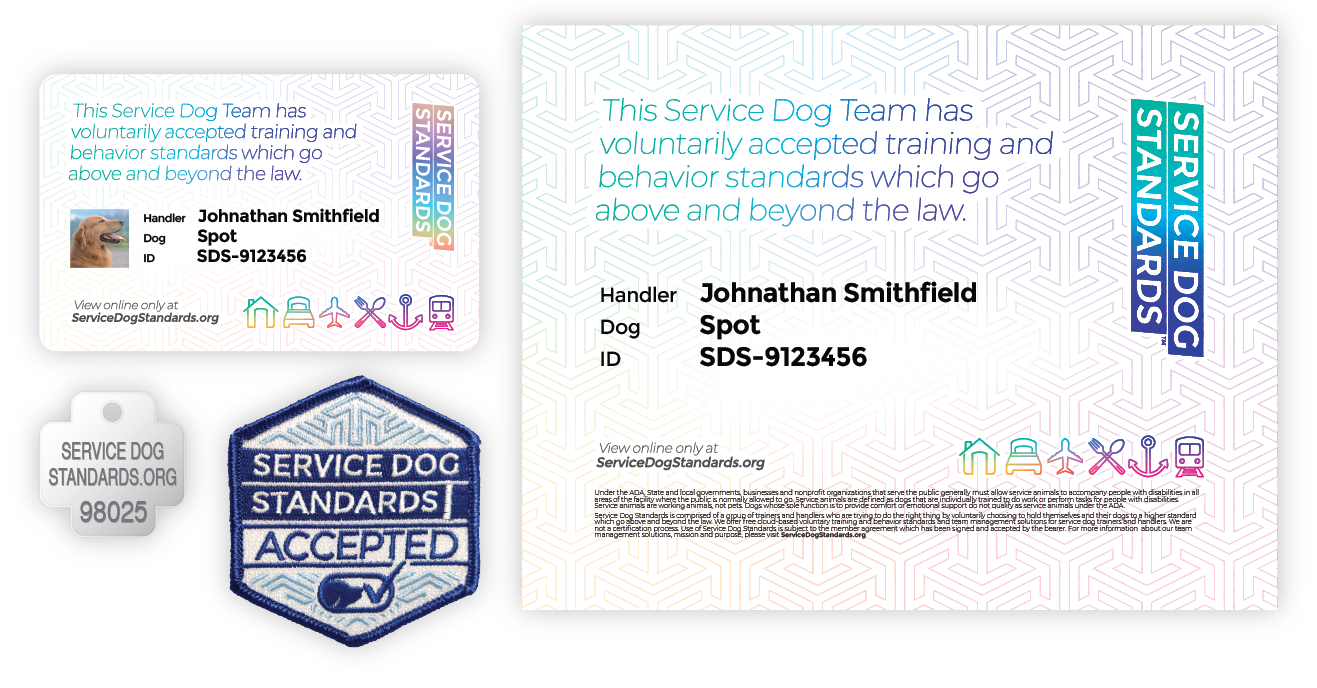 This Service Dog Team has
voluntarily accepted training and
behavior standards which go
above and beyond the law.
SERVICE DOG
STANDARDS
Handler Johnathan Smithfield
Dog Spot
ID SDS-9123456
View online only at
ServiceDogStandards.org
SERVICE DOG
STANDARDS.ORG
98025
SERVICE DOG
STANDARDS
ACCEPTED
This Service Dog Team has
voluntarily accepted training and
behavior standards which go
above and beyond the law.
SERVICE DOG
STANDARDS™
Handler Johnathan Smithfield
Dog Spot
ID SDS-9123456
View online only at
ServiceDogStandards.org
Under the ADA, State and local governments, businesses and nonprofit organizations that serve the public generally must allow service animals to accompany people with disabilities in all
areas of the facility where the public is normally allowed to go. Service animals are defined as dogs that are individually trained to do work or perform tasks for people with disabilities.
Service animals are working animals, not pets. Dogs whose sole function is to provide comfort or emotional support do not qualify as service animals under the ADA.
Service Dog Standards is comprised of a group of trainers and handlers who are trying to do the right thing by voluntarily choosing to hold themselves and their dogs to a higher standard
which go above and beyond the law. We offer free cloud-based voluntary training and behavior standards and team management solutions for service dog trainers and handlers. We are
not a certification process. Use of Service Dog Standards is subject to the member agreement which has been signed and accepted by the bearer. For more information about our team
management solutions, mission and purpose, please visit ServiceDogStandards.org